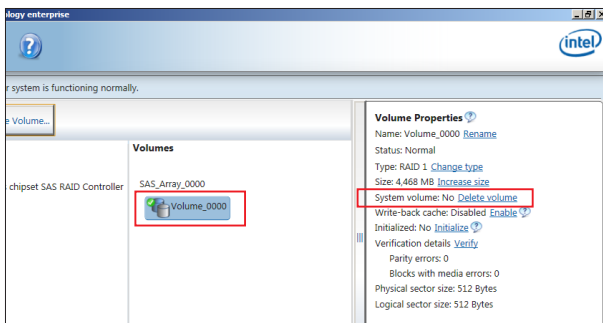 ology enterprise
?
intel
r system is functioning normally.
e Volume...
Volumes
chipset SAS RAID Controller
SAS_Array_0000
Volume_0000
Volume Properties ?
Name: Volume_0000 Rename
Status: Normal
Type: RAID 1 Change type
Size: 4,468 MB Increase size
System volume: No Delete volume
Write-back cache: Disabled Enable ?
Initialized: No Initialize ?
Verification details Verify
Parity errors: 0
Blocks with media errors: 0
Physical sector size: 512 Bytes
Logical sector size: 512 Bytes